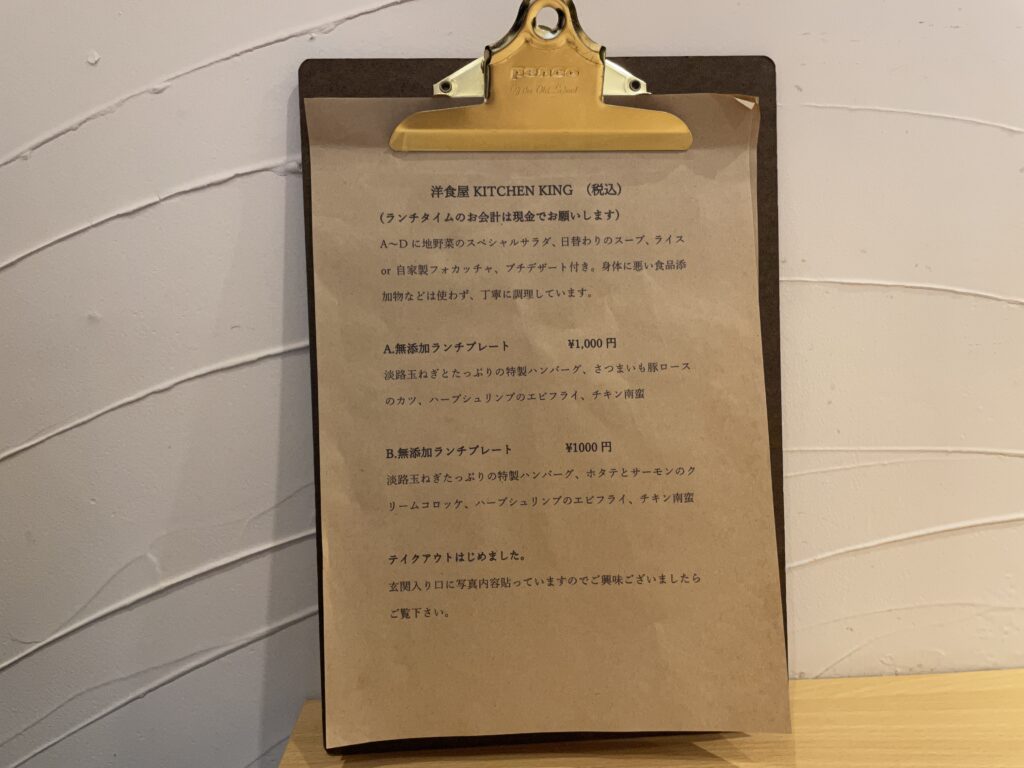 penco
Of the Old School
洋食屋 KITCHEN KING （税込）
（ランチタイムのお会計は現金でお願いします）
A～D に地野菜のスペシャルサラダ、日替わりのスープ、ライス
or 自家製フォカッチャ、プチデザート付き。身体に悪い食品添
加物などは使わず、丁寧に調理しています。
A.無添加ランチプレート ¥1,000 円
淡路玉ねぎとたっぷりの特製ハンバーグ、さつまいも豚ロース
のカツ、ハーブシュリンプのエビフライ、チキン南蛮
B.無添加ランチプレート ¥1000 円
淡路玉ねぎたっぷりの特製ハンバーグ、ホタテとサーモンのク
リームコロッケ、ハーブシュリンプのエビフライ、チキン南蛮
テイクアウトはじめました。
玄関入り口に写真内容貼っていますのでご興味ございましたら
ご覧下さい。